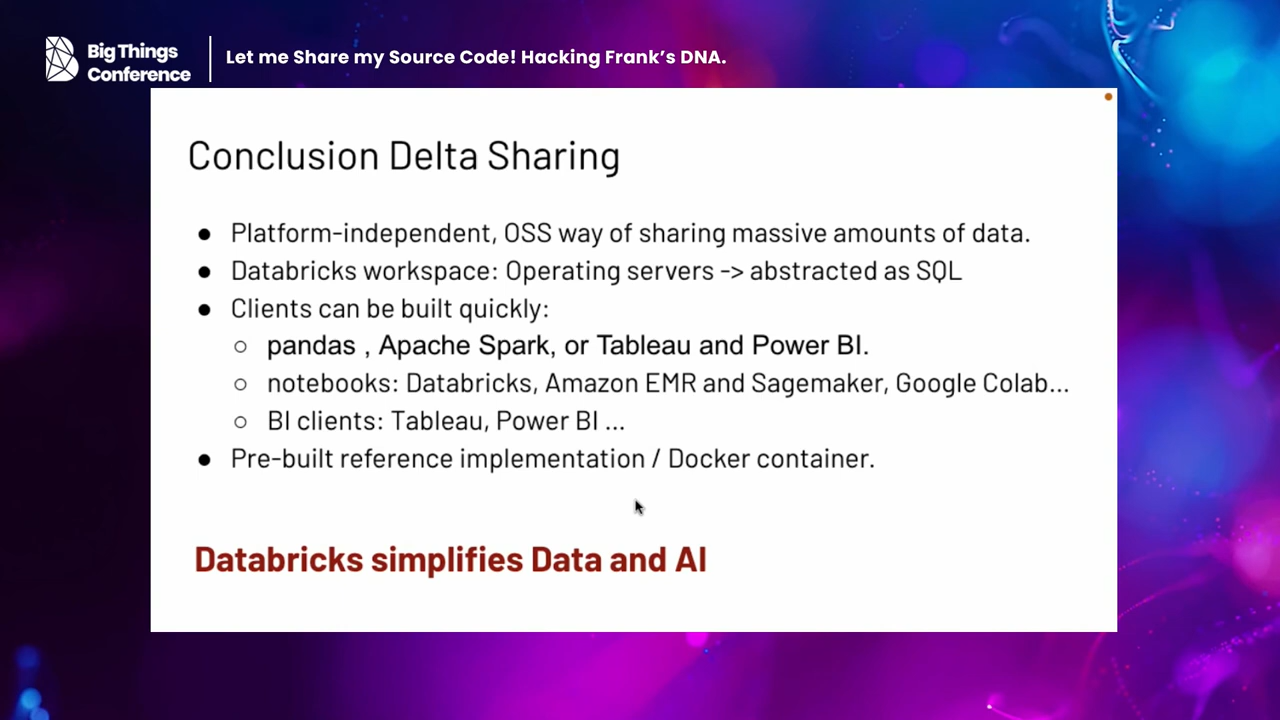 Big Things
Conference
Let me Share my Source Code! Hacking Frank’s DNA.
Conclusion Delta Sharing
● Platform-independent, OSS way of sharing massive amounts of data.
● Databricks workspace: Operating servers -> abstracted as SQL
● Clients can be built quickly:
○ pandas , Apache Spark, or Tableau and Power BI.
○ notebooks: Databricks, Amazon EMR and Sagemaker, Google Colab...
○ BI clients: Tableau, Power BI ...
● Pre-built reference implementation / Docker container.
Databricks simplifies Data and AI